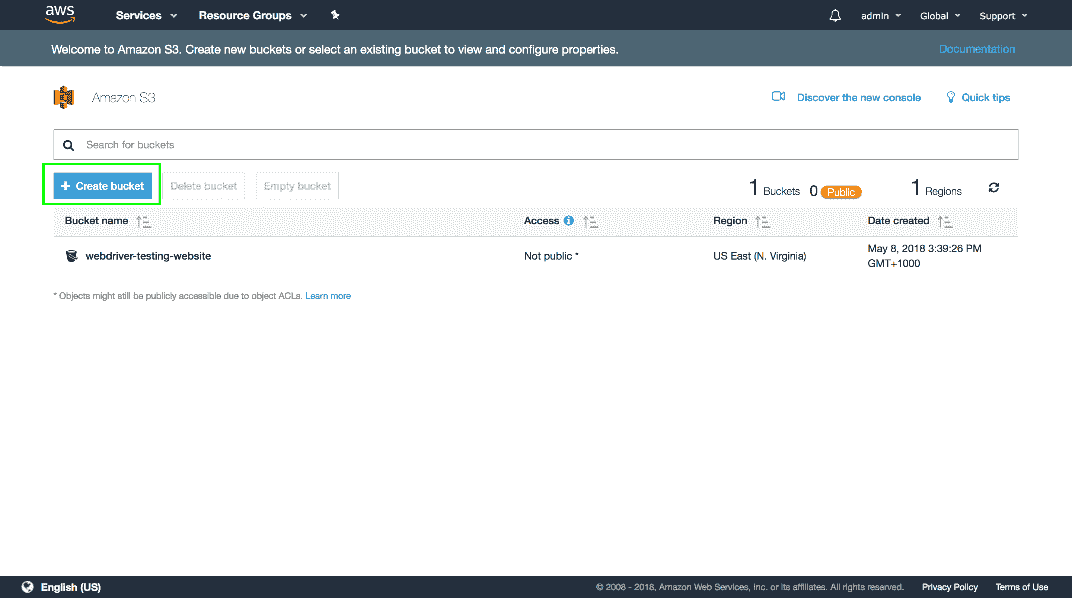 aws Services Resource Groups admin Global Support
Welcome to Amazon S3. Create new buckets or select an existing bucket to view and configure properties. Documentation
Amazon S3 Discover the new console Quick tips
Search for buckets
+ Create bucket Delete bucket Empty bucket 1 Buckets 0 Public 1 Regions
Bucket name Access Region Date created
webdriver-testing-website Not public * US East (N. Virginia) May 8, 2018 3:39:26 PM
GMT+1000
* Objects might still be publicly accessible due to object ACLs. Learn more
English (US) © 2008 - 2018, Amazon Web Services, Inc. or its affiliates. All rights reserved. Privacy Policy Terms of Use